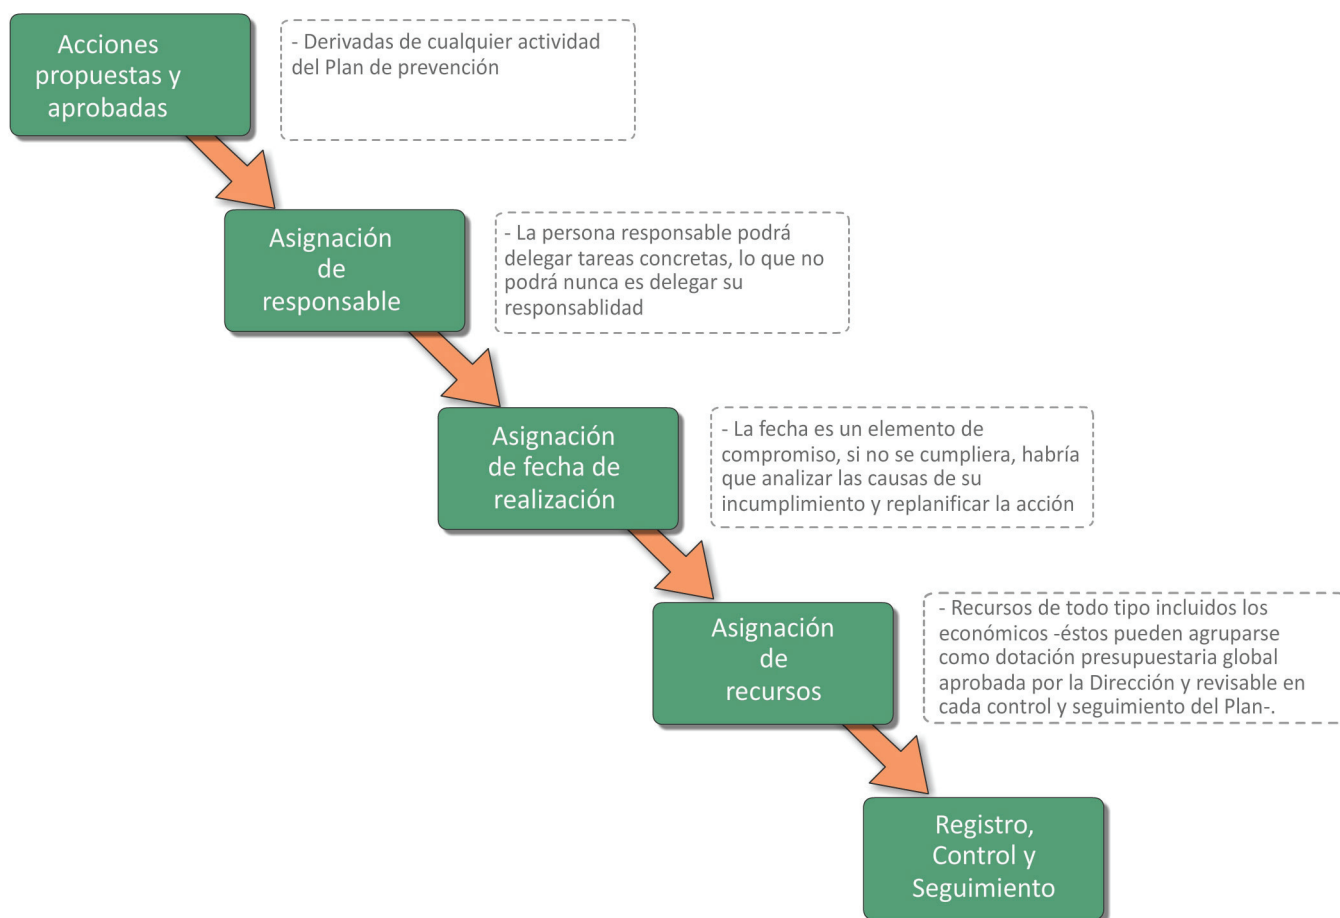 Acciones
propuestas y
aprobadas
- Derivadas de cualquier actividad
del Plan de prevención
Asignación
de
responsable
- La persona responsable podrá
delegar tareas concretas, lo que no
podrá nunca es delegar su
responsablidad
Asignación
de fecha de
realización
- La fecha es un elemento de
compromiso, si no se cumpliera, habría
que analizar las causas de su
incumplimiento y replanificar la acción
Asignación
de
recursos
- Recursos de todo tipo incluidos los
económicos -éstos pueden agruparse
como dotación presupuestaria global
aprobada por la Dirección y revisable en
cada control y seguimiento del Plan-.
Registro,
Control y
Seguimiento